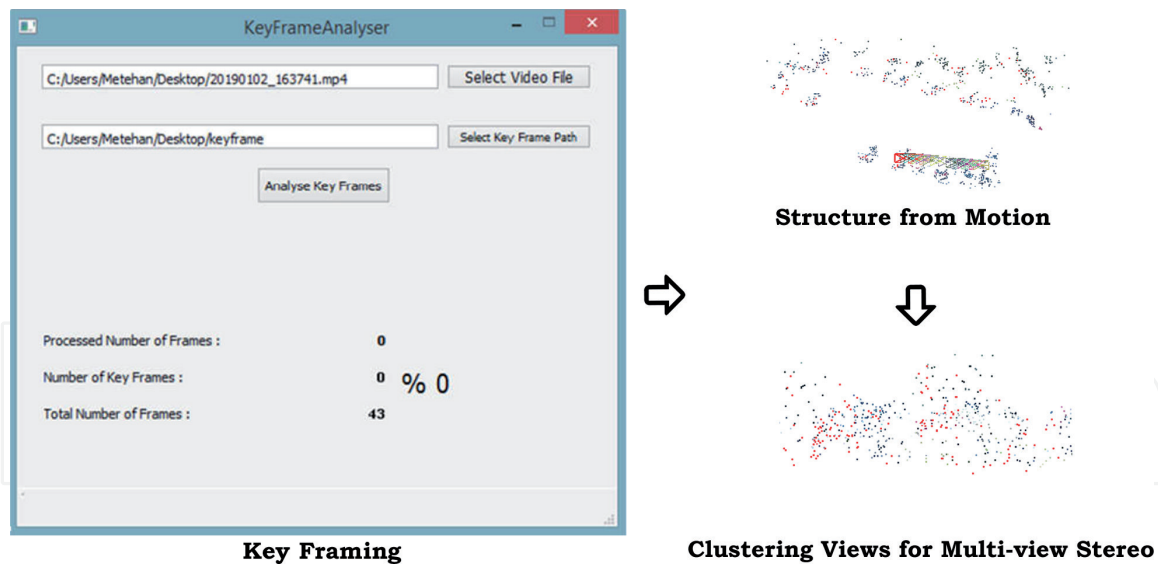 KeyFrameAnalyser
C:/Users/Metehan/Desktop/20190102_163741.mp4
Select Video File
C:/Users/Metehan/Desktop/keyframe
Select Key Frame Path
Analyse Key Frames
Processed Number of Frames : 0
Number of Key Frames : 0 % 0
Total Number of Frames : 43
Key Framing
Structure from Motion
Clustering Views for Multi-view Stereo